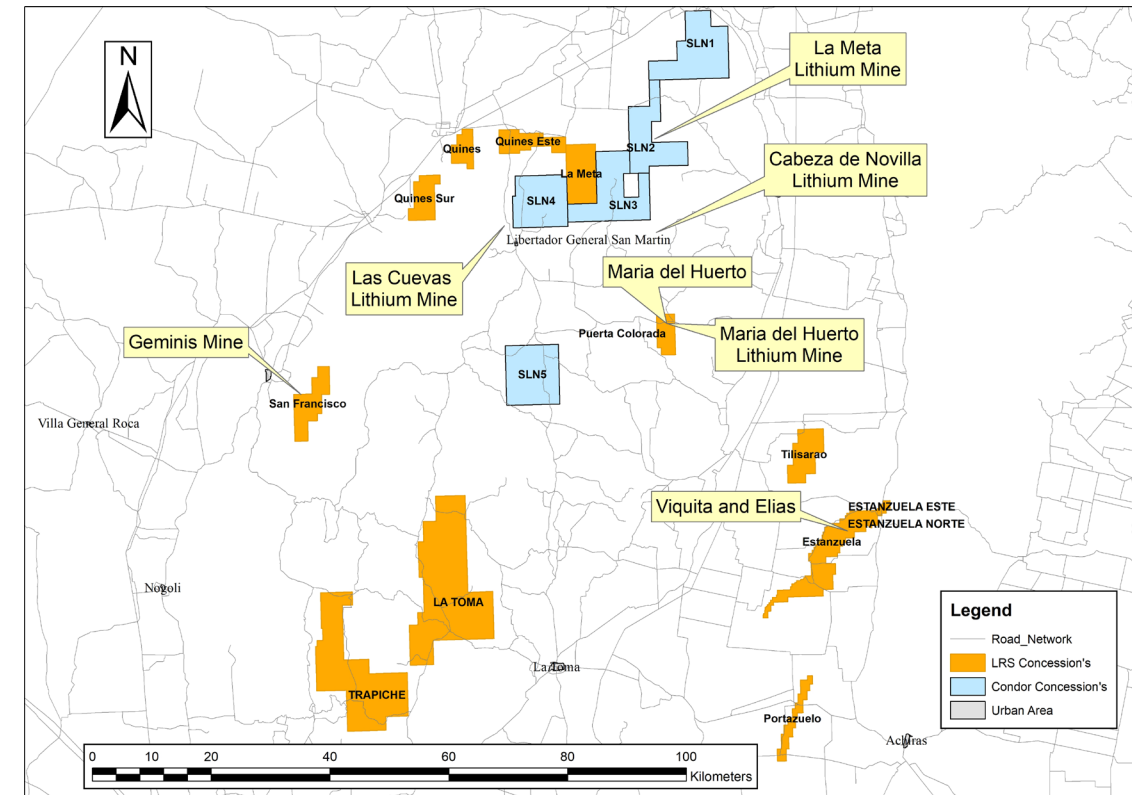 N
SLN1
La Meta
Lithium Mine
Quines
Quines Este
SLN2
Cabeza de Novilla
Lithium Mine
La Meta
Quines Sur
SLN4
SLN3
Libertador General San Martin
Las Cuevas
Lithium Mine
Maria del Huerto
Puerta Colorada
Maria del Huerto
Lithium Mine
Geminis Mine
SLN5
San Francisco
Villa General Roca
Tilisarao
Viquita and Elias
ESTANZUELA ESTE
ESTANZUELA NORTE
Estanzuela
Nogoli
LA TOMA
La Toma
TRAPICHE
Portazuelo
Achiras
Legend
Road_Network
LRS Concession's
Condor Concession's
Urban Area
0 10 20 40 60 80 100
Kilometers